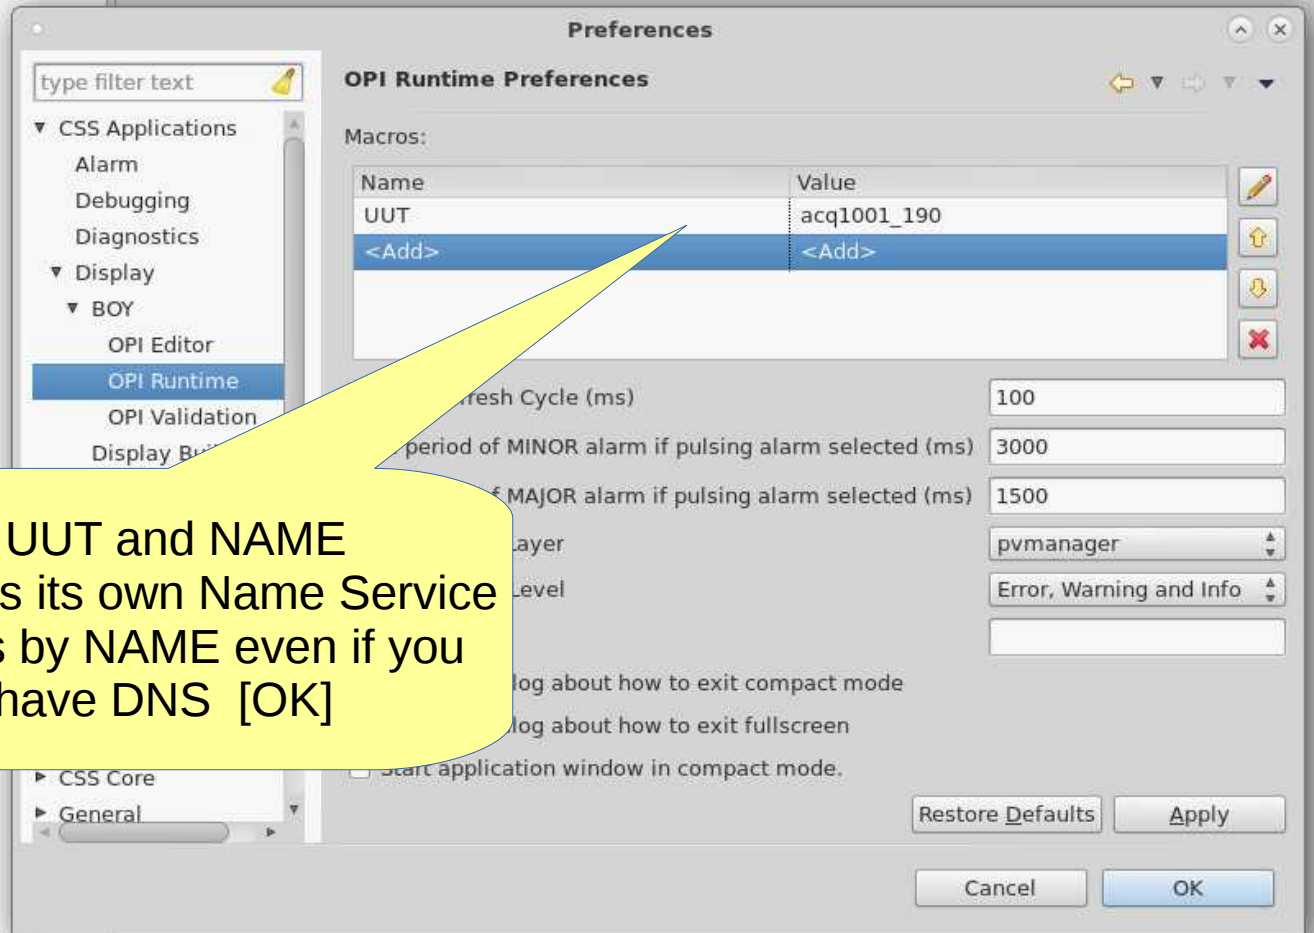 Preferences
type filter text
OPI Runtime Preferences
CSS Applications
Alarm
Debugging
Diagnostics
Display
BOY
OPI Editor
OPI Runtime
OPI Validation
Display
Macros:
Name Value
UUT acq1001_190
<Add> <Add>
Cycle (ms) 100
period of MINOR alarm if pulsing alarm selected (ms) 3000
MAJOR alarm if pulsing alarm selected (ms) 1500
pvmanager
Error, Warning and Info
about how to exit compact mode
about how to exit fullscreen
Start application window in compact mode.
UUT and NAME
its own Name Service
by NAME even if you
have DNS [OK]
CSS Core
General
Restore Defaults Apply
Cancel OK